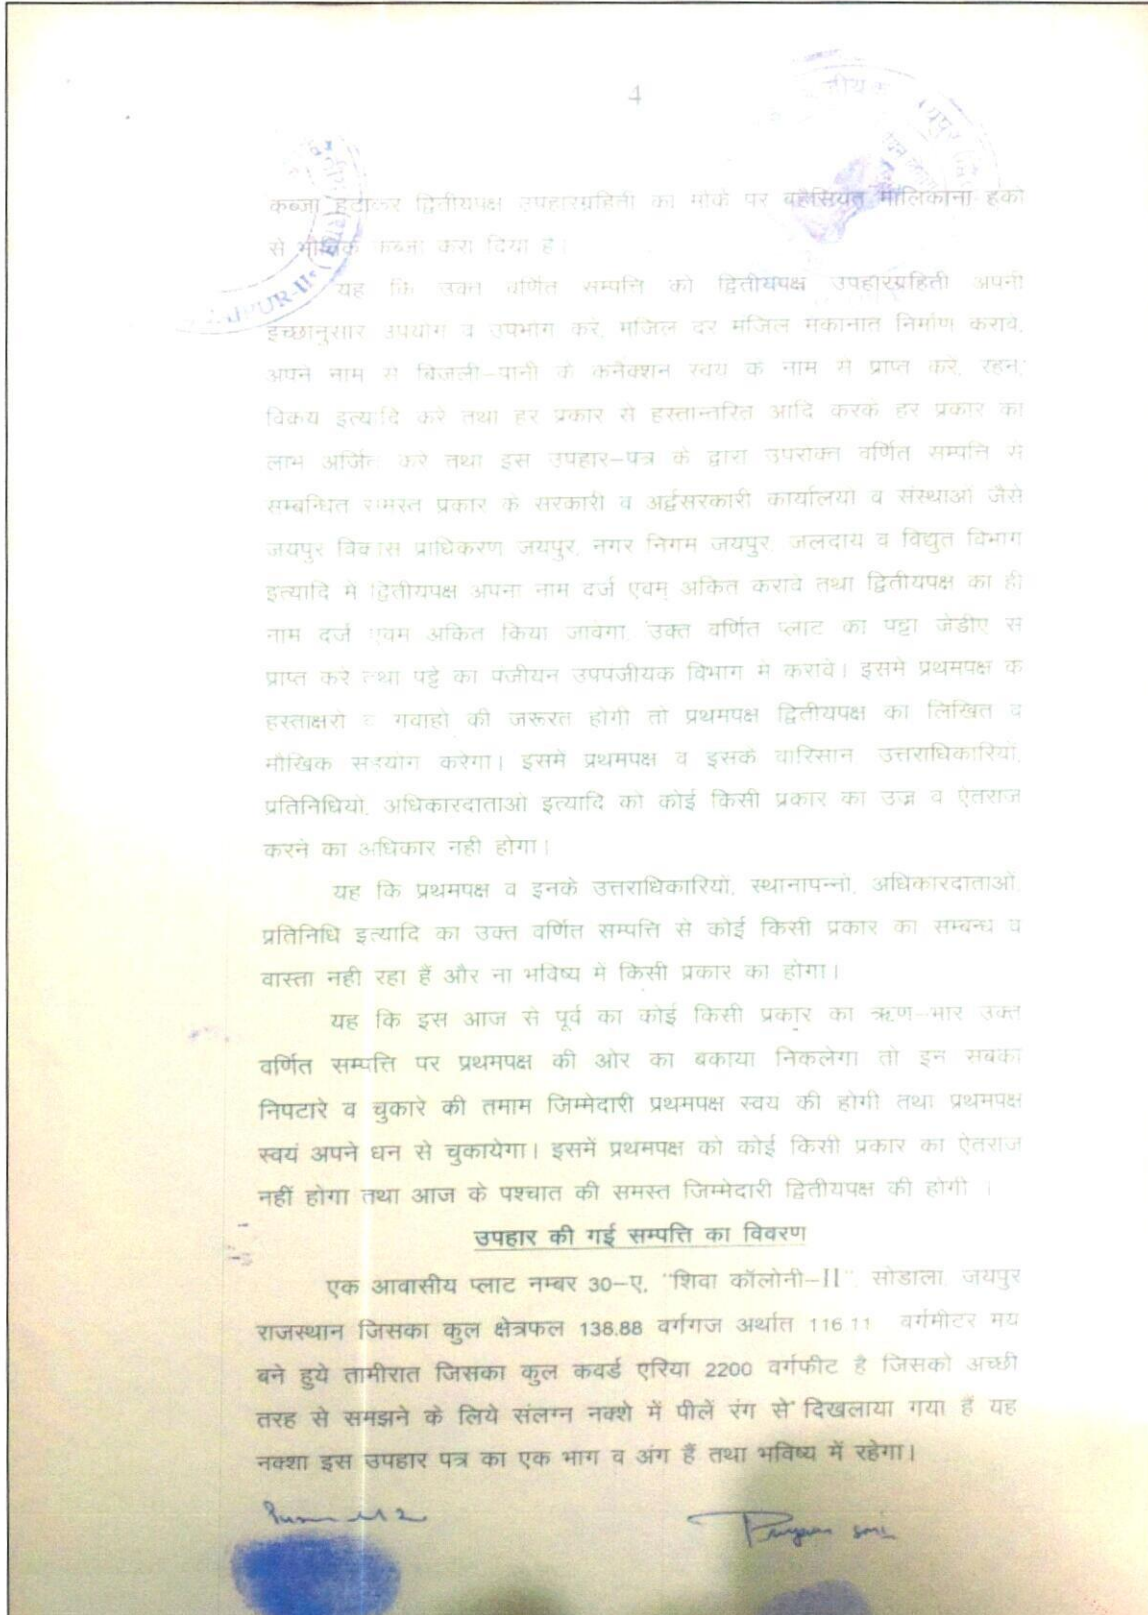 4
कब्जा हटाकर द्वितीयपक्ष उपहारग्रहिती का मौके पर बहैसियत मालिकाना हको
से भौतिक कब्जा करा दिया है।
JPUR-II
यह कि उक्त वर्णित सम्पत्ति को द्वितीयपक्ष उपहारग्रहिती अपनी
इच्छानुसार उपयोग व उपभोग करे, मंजिल दर मंजिल मकानात निर्माण करावे,
अपने नाम से बिजली-पानी के कनैक्शन स्वयं के नाम से प्राप्त करे, रहन,
विक्रय इत्यादि करे तथा हर प्रकार से हस्तान्तरित आदि करके हर प्रकार का
लाभ अर्जित करे तथा इस उपहार-पत्र के द्वारा उपरोक्त वर्णित सम्पत्ति से
सम्बन्धित समस्त प्रकार के सरकारी व अर्द्वसरकारी कार्यालयो व संस्थाओं जैसे
जयपुर विकास प्राधिकरण जयपुर, नगर निगम जयपुर, जलदाय व विद्युत विभाग
इत्यादि मे द्वितीयपक्ष अपना नाम दर्ज एवम् अंकित करावे तथा द्वितीयपक्ष का ही
नाम दर्ज एवम अंकित किया जावेगा, उक्त वर्णित प्लाट का पट्टा जेडीए से
प्राप्त करे तथा पट्टे का पंजीयन उपपंजीयक विभाग मे करावे। इसमे प्रथमपक्ष के
हस्ताक्षरो व गवाहो की जरूरत होगी तो प्रथमपक्ष द्वितीयपक्ष का लिखित व
मौखिक सहयोग करेगा। इसमे प्रथमपक्ष व इसके वारिसान, उत्तराधिकारियों,
प्रतिनिधियो, अधिकारदाताओ इत्यादि को कोई किसी प्रकार का उज्र व ऐतराज
करने का अधिकार नही होगा।
यह कि प्रथमपक्ष व इनके उत्तराधिकारियों, स्थानापन्नो, अधिकारदाताओं,
प्रतिनिधि इत्यादि का उक्त वर्णित सम्पत्ति से कोई किसी प्रकार का सम्बन्ध व
वास्ता नही रहा हैं और ना भविष्य में किसी प्रकार का होगा।
यह कि इस आज से पूर्व का कोई किसी प्रकार का ऋण-भार उक्त
वर्णित सम्पत्ति पर प्रथमपक्ष की ओर का बकाया निकलेगा तो इन सबका
निपटारे व चुकारे की तमाम जिम्मेदारी प्रथमपक्ष स्वयं की होगी तथा प्रथमपक्ष
स्वयं अपने धन से चुकायेगा। इसमें प्रथमपक्ष को कोई किसी प्रकार का ऐतराज
नहीं होगा तथा आज के पश्चात की समस्त जिम्मेदारी द्वितीयपक्ष की होगी ।
उपहार की गई सम्पत्ति का विवरण
एक आवासीय प्लाट नम्बर 30-ए, "शिवा कॉलोनी-II", सोडाला, जयपुर
राजस्थान जिसका कुल क्षेत्रफल 138.88 वर्गगज अर्थात 116.11 वर्गमीटर मय
बने हुये तामीरात जिसका कुल कवर्ड एरिया 2200 वर्गफीट है जिसको अच्छी
तरह से समझने के लिये संलग्न नक्शे में पीलें रंग से दिखलाया गया हैं यह
नक्शा इस उपहार पत्र का एक भाग व अंग हैं तथा भविष्य में रहेगा।